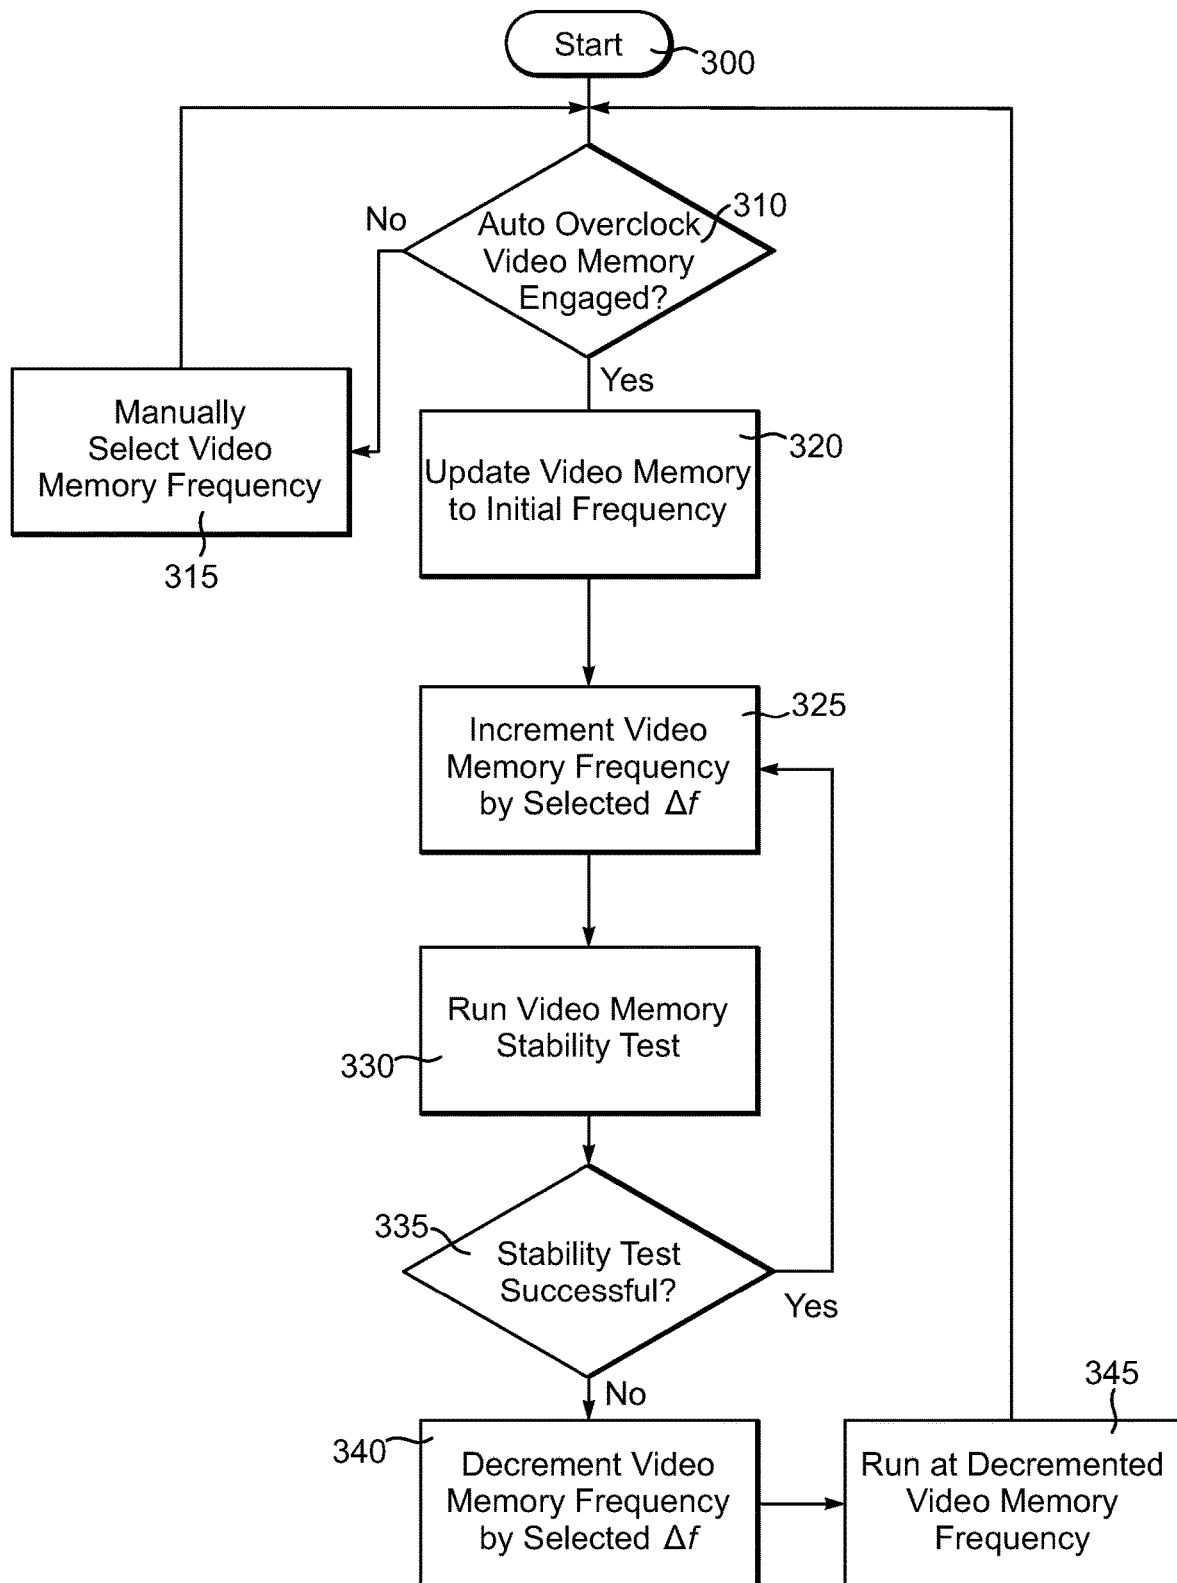 Start
300
310
No
Auto Overclock
Video Memory
Engaged?
Yes
Manually
Select Video
Memory Frequency
315
320
Update Video Memory
to Initial Frequency
325
Increment Video
Memory Frequency
by Selected Δf
Run Video Memory
Stability Test
330
335
Stability Test
Successful?
Yes
No
345
340
Decrement Video
Memory Frequency
by Selected Δf
Run at Decremented
Video Memory
Frequency